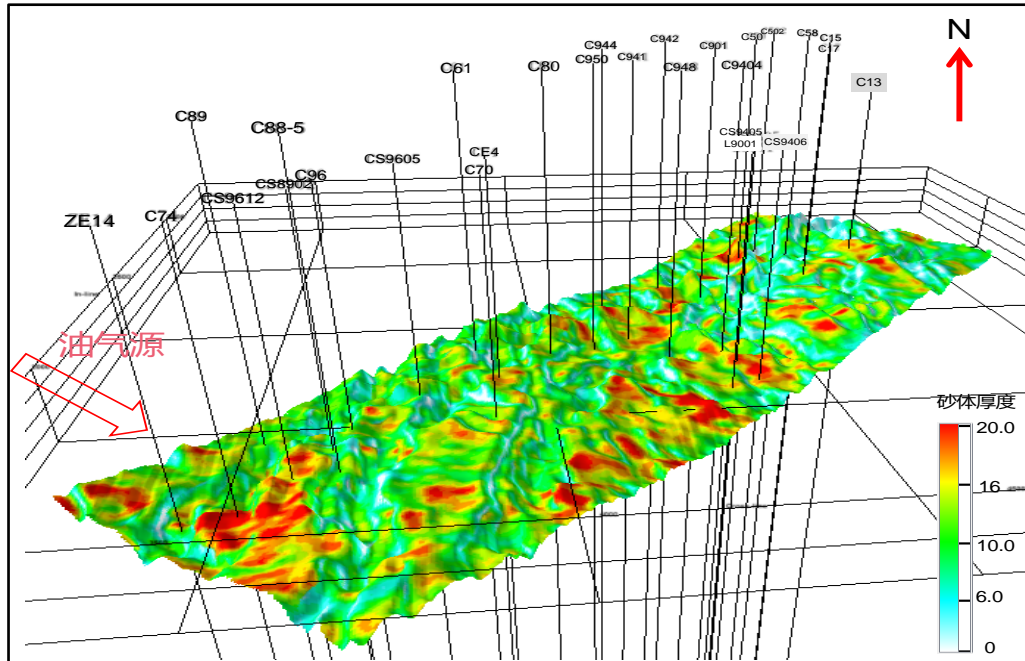 N
C944
C942
C901
C50
C502
C58
C15
C17
C950
C941
C948
C9404
C61
C80
C13
C89
C88-5
CS9405
L9001
CS9406
CS9605
CE4
C70
C96
CS8902
CS9612
ZE14
C74
油气源
砂体厚度
20.0
16
10.0
6.0
0